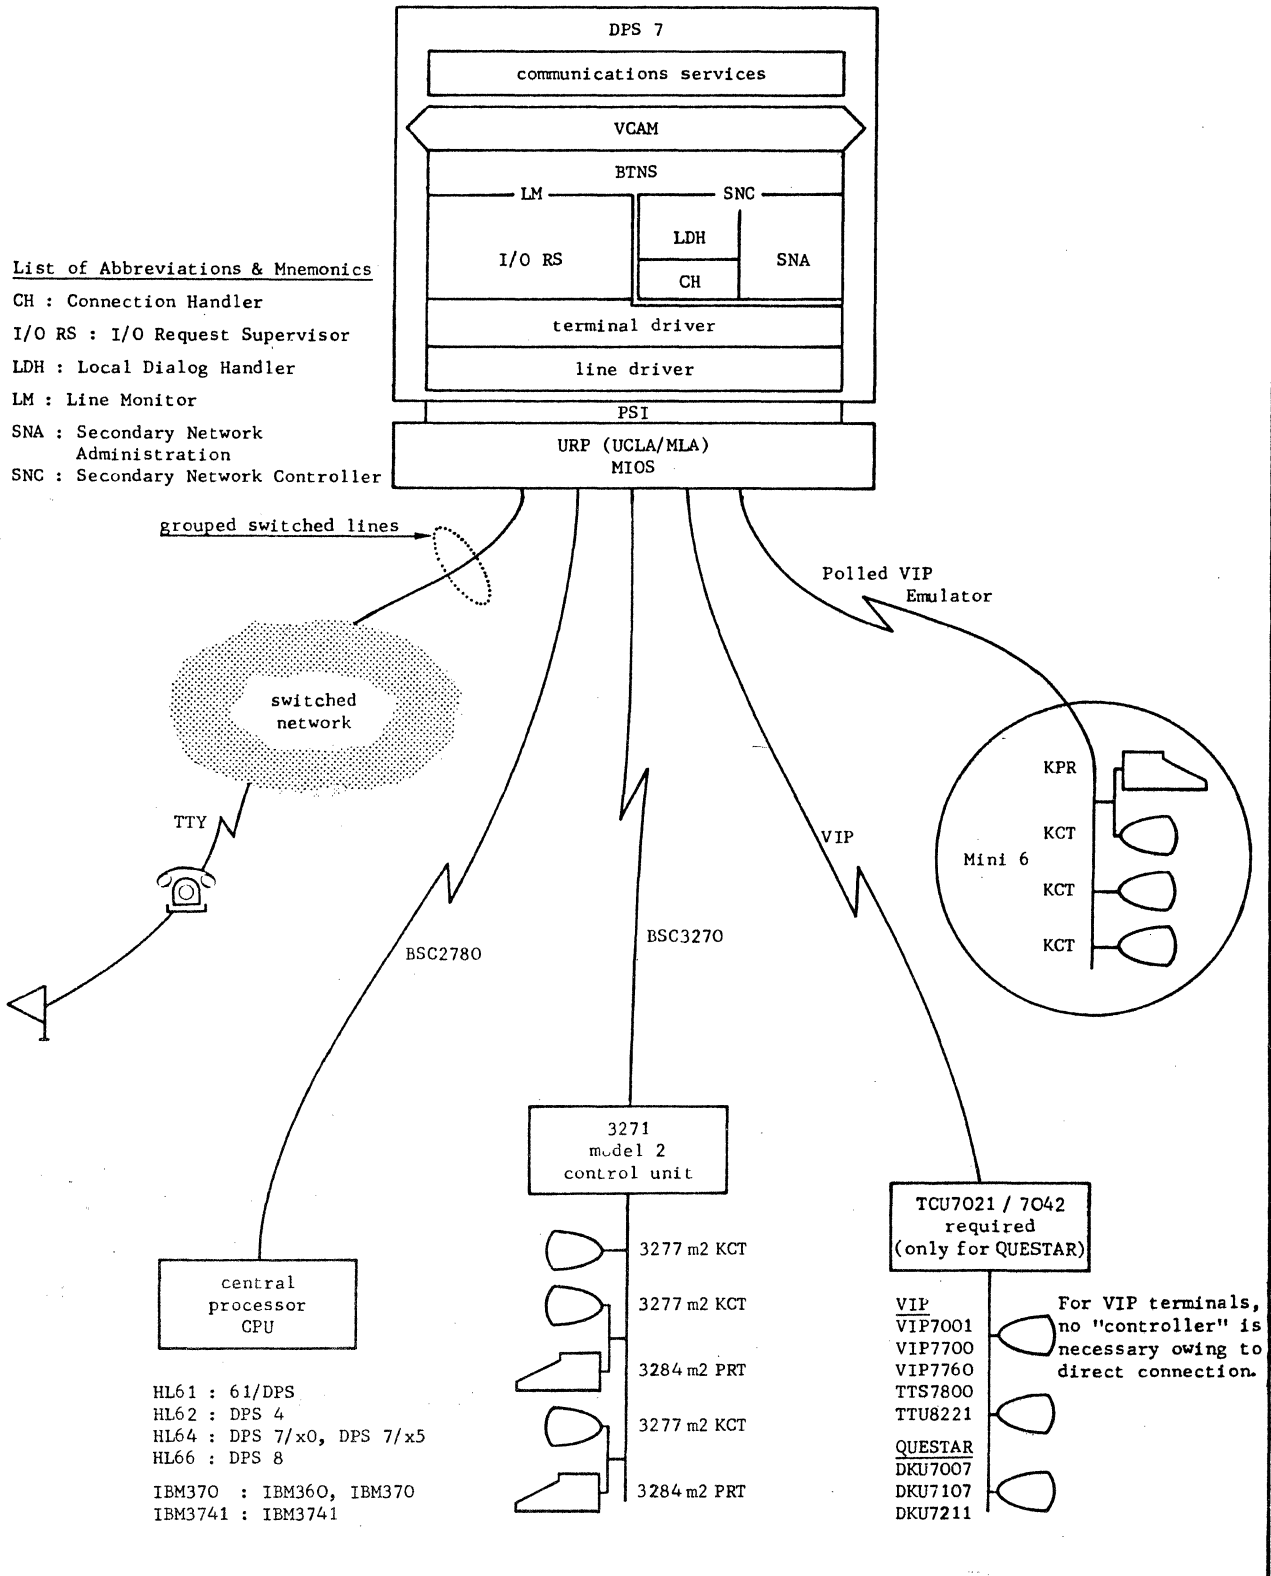 DPS 7
communications services
VCAM
BTNS
LM
SNC
I/O RS
LDH
CH
SNA
terminal driver
line driver
PSI
URP (UCLA/MLA)
MIOS
List of Abbreviations & Mnemonics
CH : Connection Handler
I/O RS : I/O Request Supervisor
LDH : Local Dialog Handler
LM : Line Monitor
SNA : Secondary Network
Administration
SNC : Secondary Network Controller
grouped switched lines
Polled VIP
Emulator
switched
network
TTY
KPR
KCT
Mini 6
KCT
KCT
VIP
BSC2780
BSC3270
3271
model 2
control unit
3277 m2 KCT
3277 m2 KCT
3284 m2 PRT
3277 m2 KCT
3284 m2 PRT
TCU7021 / 7042
required
(only for QUESTAR)
VIP
VIP7001
VIP7700
VIP7760
TTS7800
TTU8221
QUESTAR
DKU7007
DKU7107
DKU7211
For VIP terminals,
no "controller" is
necessary owing to
direct connection.
central
processor
CPU
HL61 : 61/DPS
HL62 : DPS 4
HL64 : DPS 7/x0, DPS 7/x5
HL66 : DPS 8
IBM370 : IBM360, IBM370
IBM3741 : IBM3741